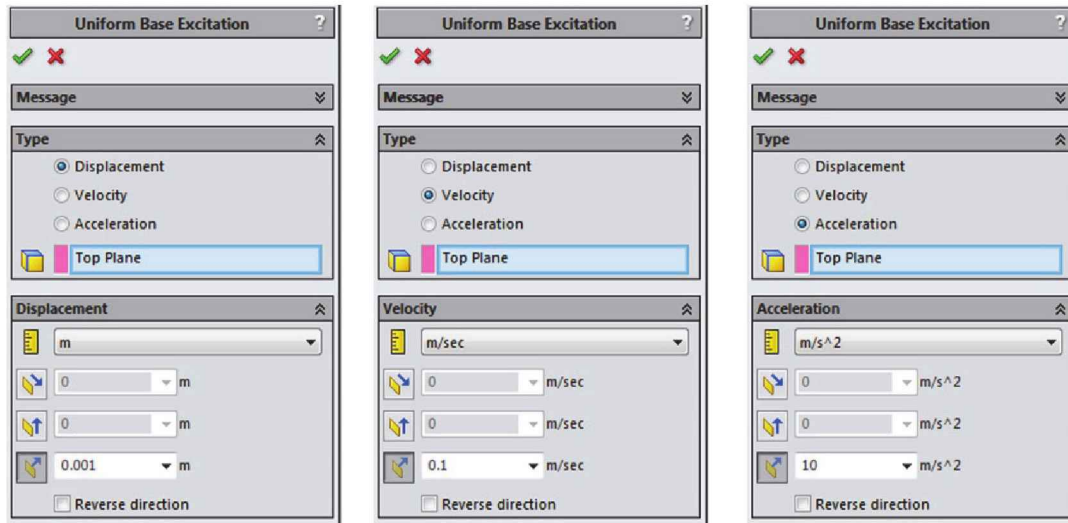 Uniform Base Excitation ?
Message
Type
Displacement
Velocity
Acceleration
Top Plane
Displacement
m
0 m
0 m
0.001 m
Reverse direction
Uniform Base Excitation ?
Message
Type
Displacement
Velocity
Acceleration
Top Plane
Velocity
m/sec
0 m/sec
0 m/sec
0.1 m/sec
Reverse direction
Uniform Base Excitation ?
Message
Type
Displacement
Velocity
Acceleration
Top Plane
Acceleration
m/s^2
0 m/s^2
0 m/s^2
10 m/s^2
Reverse direction